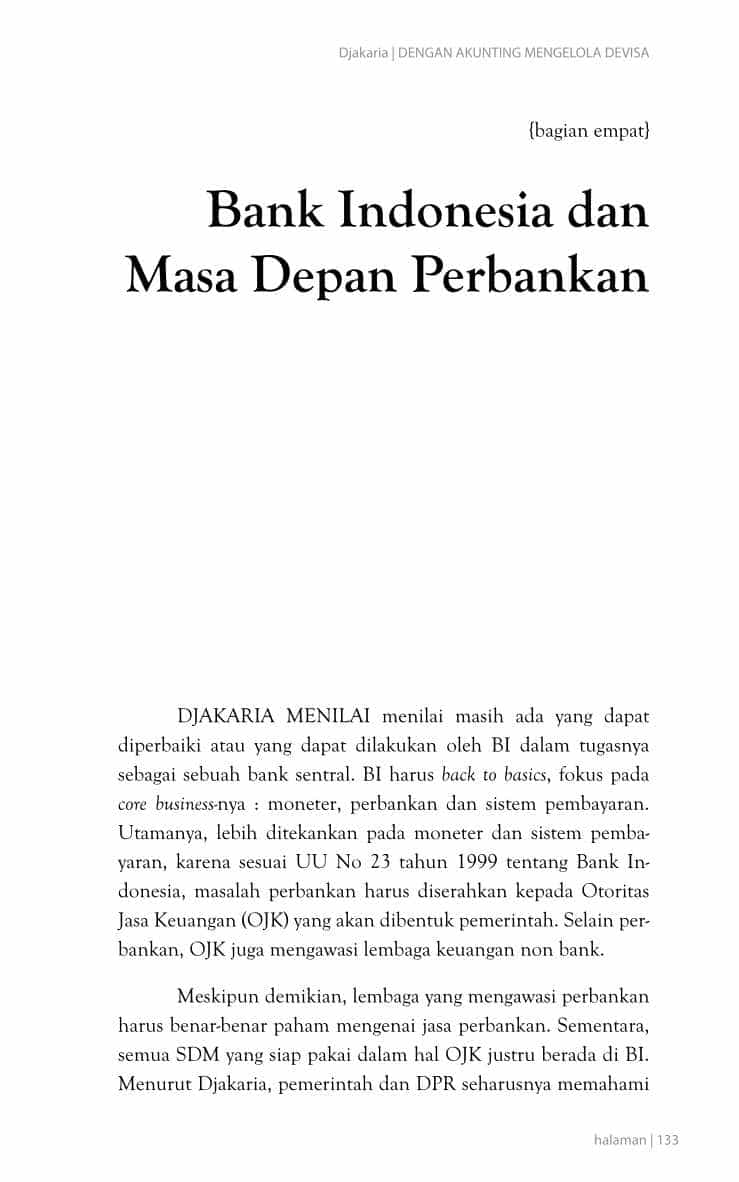 Djakaria | DENGAN AKUNTING MENGELOLA DEVISA
{bagian empat}
Bank Indonesia dan
Masa Depan Perbankan
DJAKARIA MENILAI menilai masih ada yang dapat
diperbaiki atau yang dapat dilakukan oleh BI dalam tugasnya
sebagai sebuah bank sentral. BI harus back to basics, fokus pada
core business-nya : moneter, perbankan dan sistem pembayaran.
Utamanya, lebih ditekankan pada moneter dan sistem pemba-
yaran, karena sesuai UU No 23 tahun 1999 tentang Bank In-
donesia, masalah perbankan harus diserahkan kepada Otoritas
Jasa Keuangan (OJK) yang akan dibentuk pemerintah. Selain per-
bankan, OJK juga mengawasi lembaga keuangan non bank.
Meskipun demikian, lembaga yang mengawasi perbankan
harus benar-benar paham mengenai jasa perbankan. Sementara,
semua SDM yang siap pakai dalam hal OJK justru berada di BI.
Menurut Djakaria, pemerintah dan DPR seharusnya memahami
halaman | 133